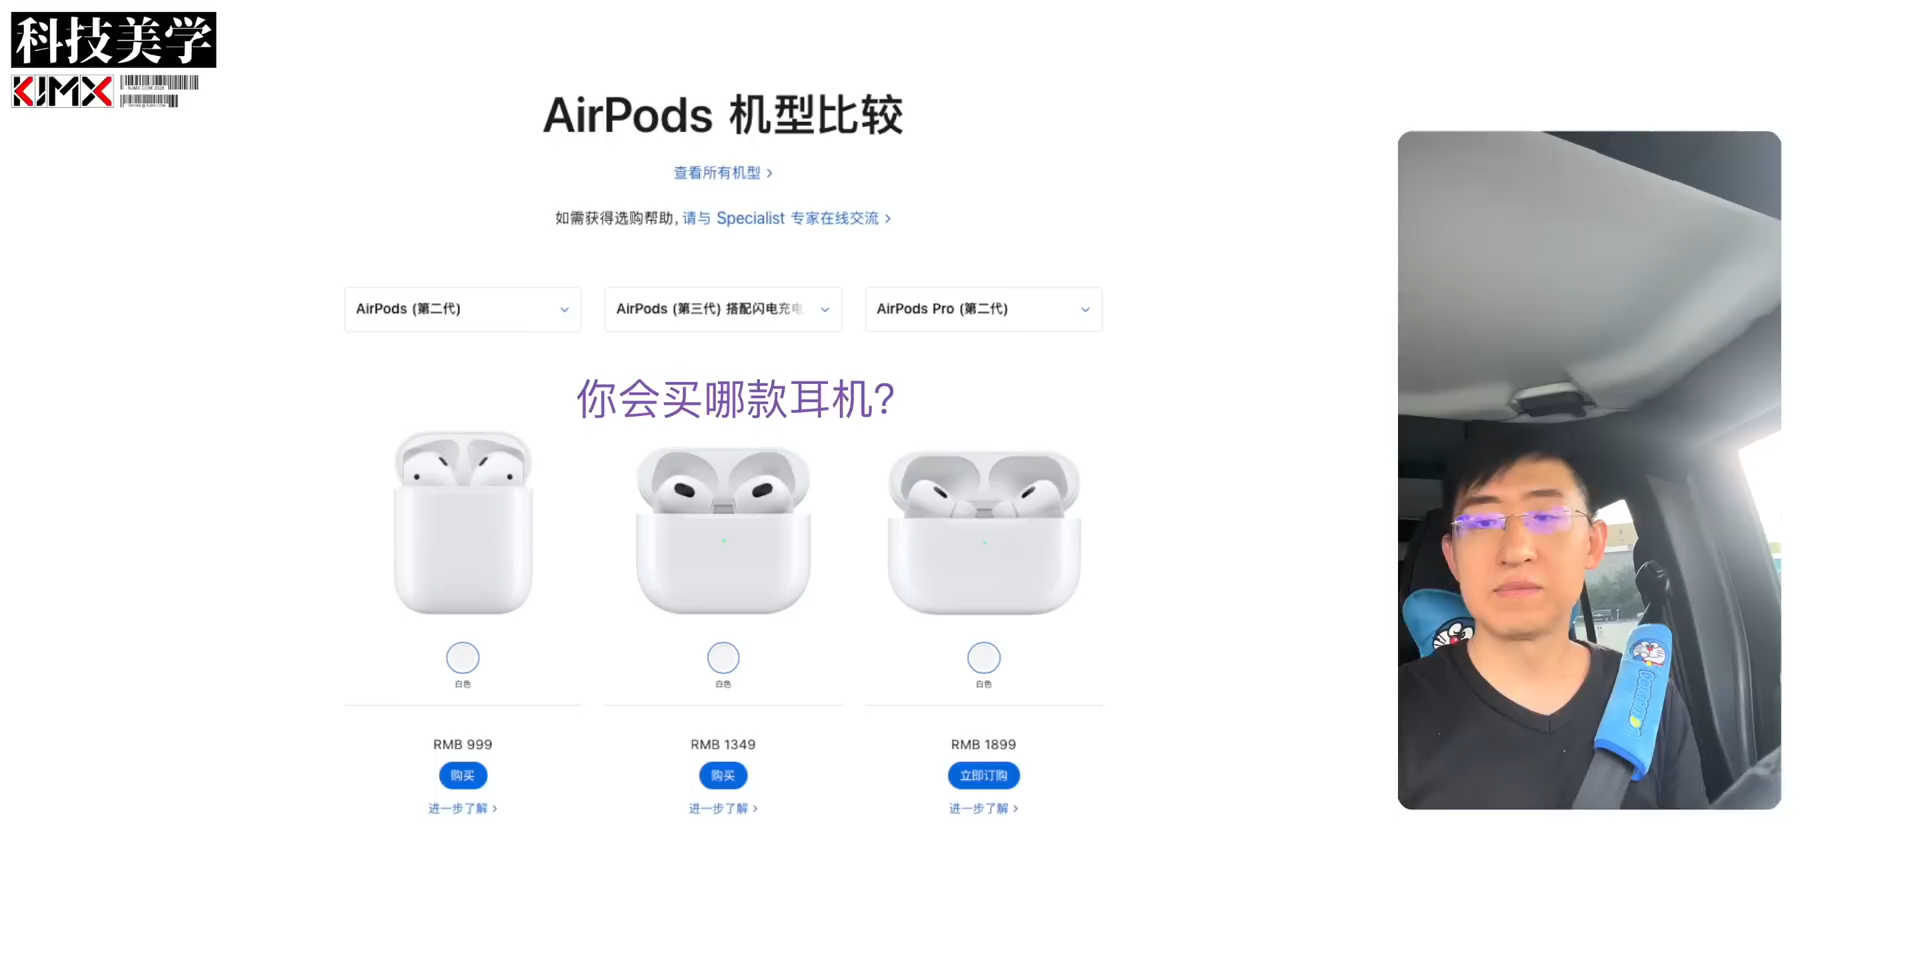 科技美学
KJMX
AirPods 机型比较
查看所有机型 >
如需获得选购帮助, 请与 Specialist 专家在线交流 >
AirPods (第二代)
AirPods (第三代) 搭配闪电充电
AirPods Pro (第二代)
你会买哪款耳机?
白色
白色
白色
RMB 999
RMB 1349
RMB 1899
购买
购买
立即订购
进一步了解 >
进一步了解 >
进一步了解 >